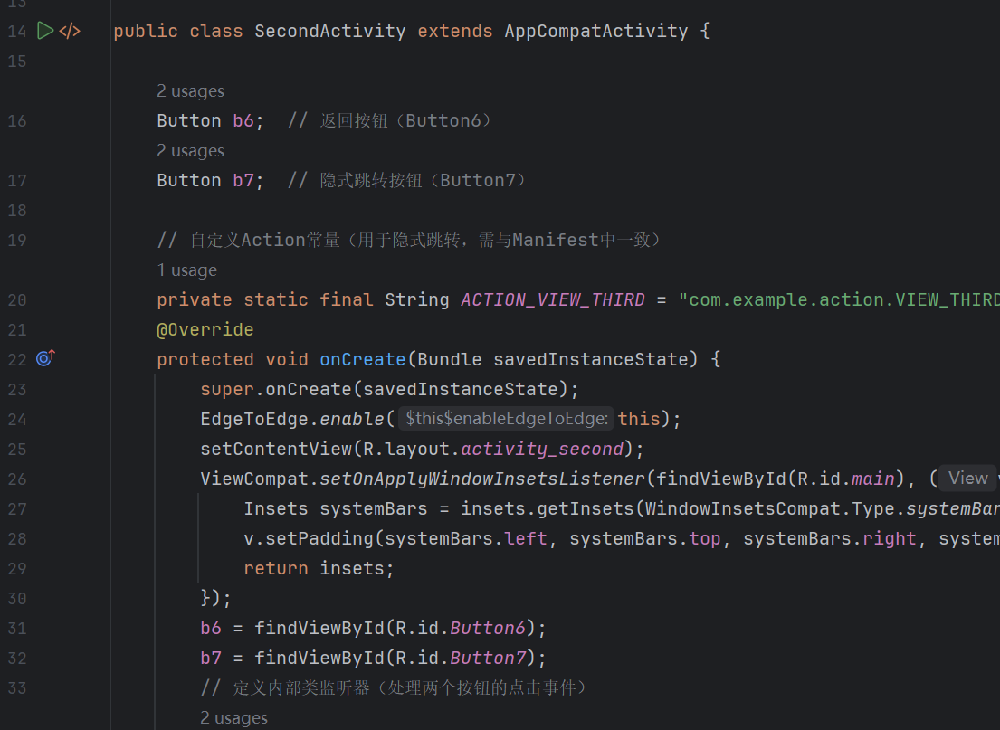 13
14 public class SecondActivity extends AppCompatActivity {
15
2 usages
16 Button b6;  // 返回按钮（Button6）
2 usages
17 Button b7;  // 隐式跳转按钮（Button7）
18
19 // 自定义Action常量（用于隐式跳转，需与Manifest中一致）
1 usage
20 private static final String ACTION_VIEW_THIRD = "com.example.action.VIEW_THIRD
21 @Override
22 protected void onCreate(Bundle savedInstanceState) {
23 super.onCreate(savedInstanceState);
24 EdgeToEdge.enable( $this$enableEdgeToEdge: this);
25 setContentView(R.layout.activity_second);
26 ViewCompat.setOnApplyWindowInsetsListener(findViewById(R.id.main), ( View v
27 Insets systemBars = insets.getInsets(WindowInsetsCompat.Type.systemBar
28 v.setPadding(systemBars.left, systemBars.top, systemBars.right, system
29 return insets;
30 });
31 b6 = findViewById(R.id.Button6);
32 b7 = findViewById(R.id.Button7);
33 // 定义内部类监听器（处理两个按钮的点击事件）
2 usages